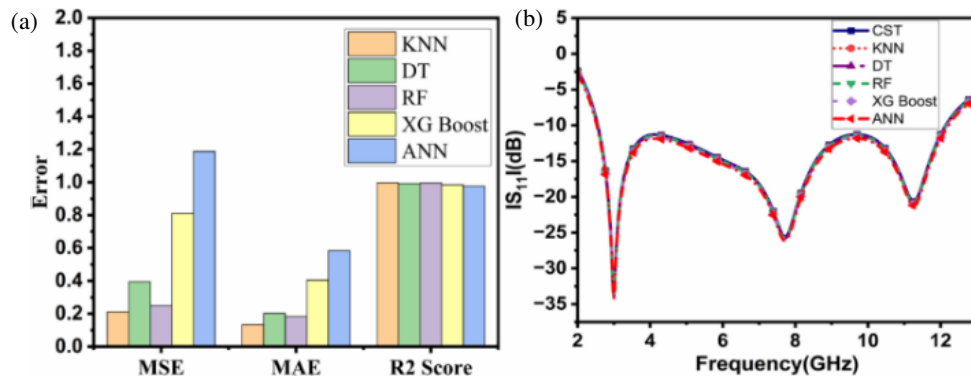 (a)
2.0
1.8
1.6
1.4
1.2
1.0
0.8
0.6
0.4
0.2
0.0
Error
KNN
DT
RF
XG Boost
ANN
MSE MAE R2 Score
(b)
5
0
−5
−10
−15
−20
−25
−30
−35
|S11|(dB)
CST
KNN
DT
RF
XG Boost
ANN
2 4 6 8 10 12
Frequency(GHz)